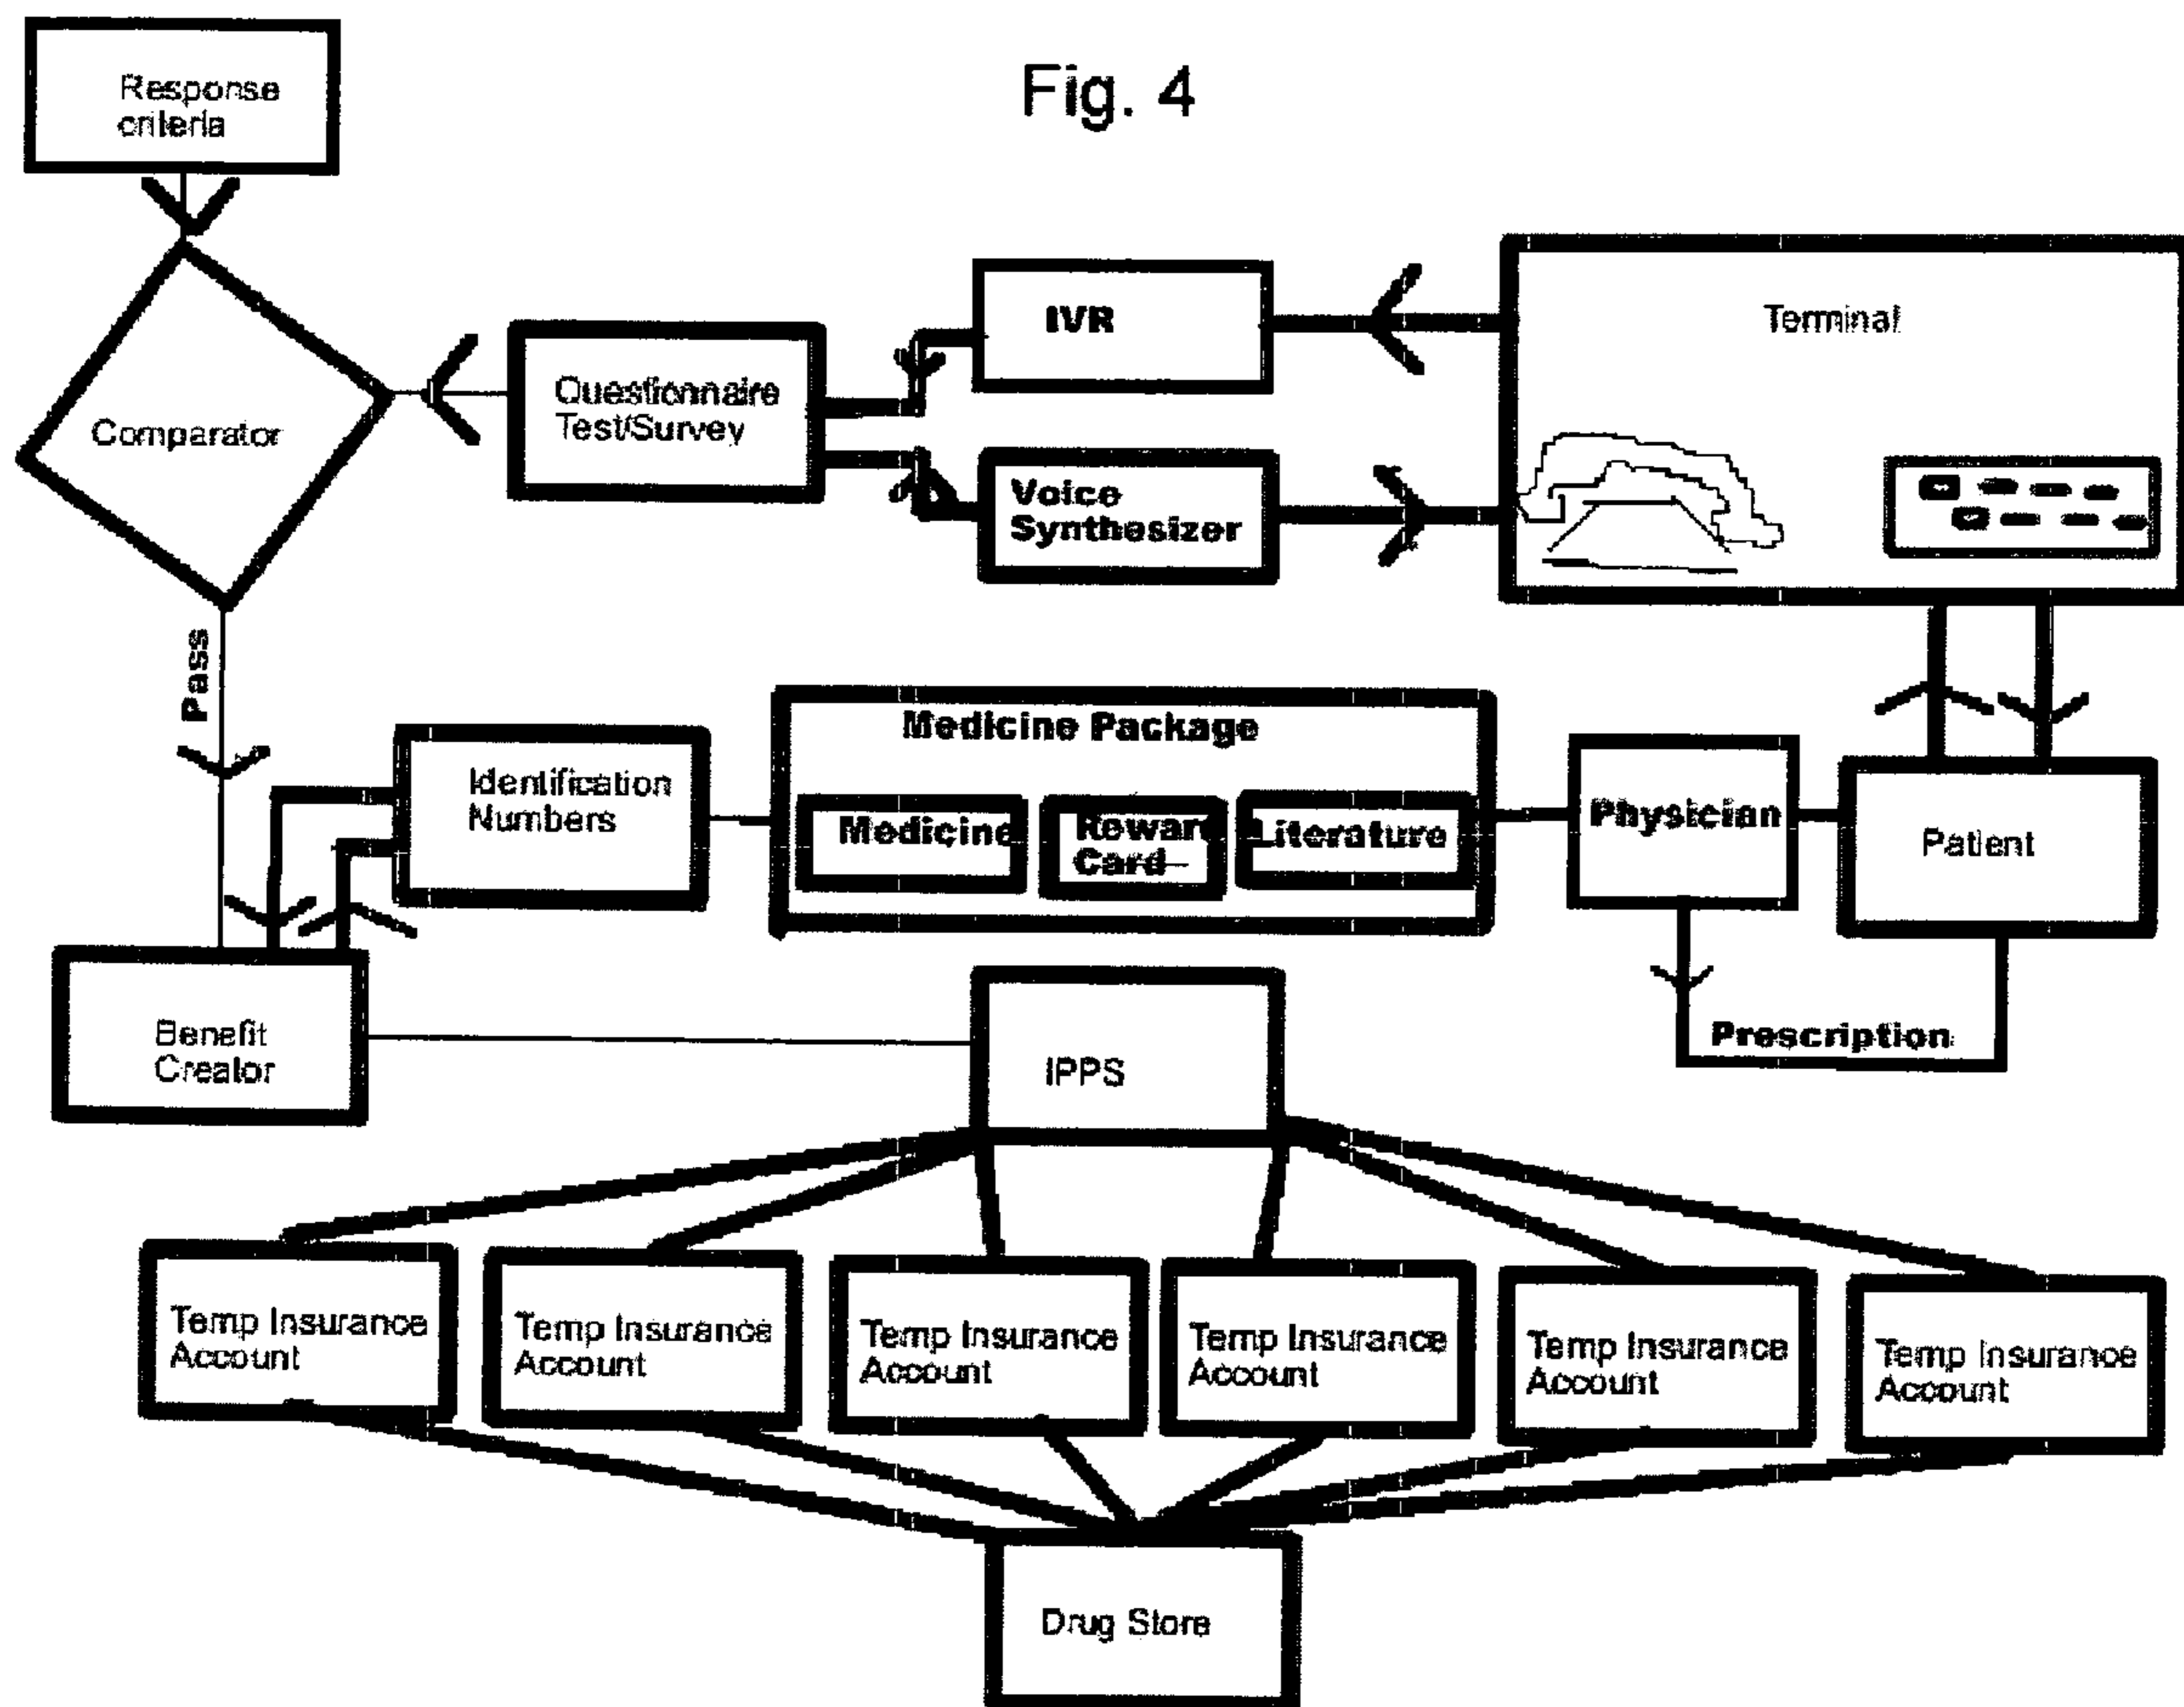 Fig. 4
Response
criteria
IVR
Terminal
Questionnaire
Test/Survey
Comparator
Voice
Synthesizer
Pass
Medicine Package
Identification
Numbers
Medicine
Rewar
Card
Literature
Physician
Patient
Benefit
Creator
Prescription
IPPS
Temp Insurance
Account
Temp Insurance
Account
Temp Insurance
Account
Temp Insurance
Account
Temp Insurance
Account
Temp Insurance
Account
Drug Store